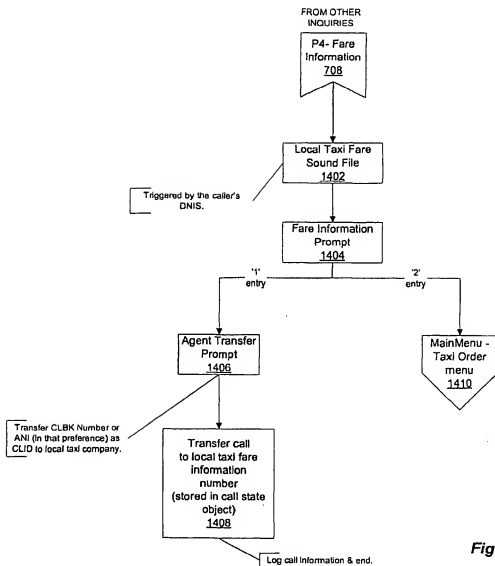 FROM OTHER
INQUIRIES
P4- Fare
Information
708
Local Taxi Fare
Sound File
1402
Triggered by the caller's
DNIS.
Fare Information
Prompt
1404
'1'
entry
'2'
entry
Agent Transfer
Prompt
1406
MainMenu -
Taxi Order
menu
1410
Transfer CLBK Number or
ANI (in that preference) as
CLID to local taxi company.
Transfer call
to local taxi fare
information
number
(stored in call state
object)
1408
Log call information & end.
Fig